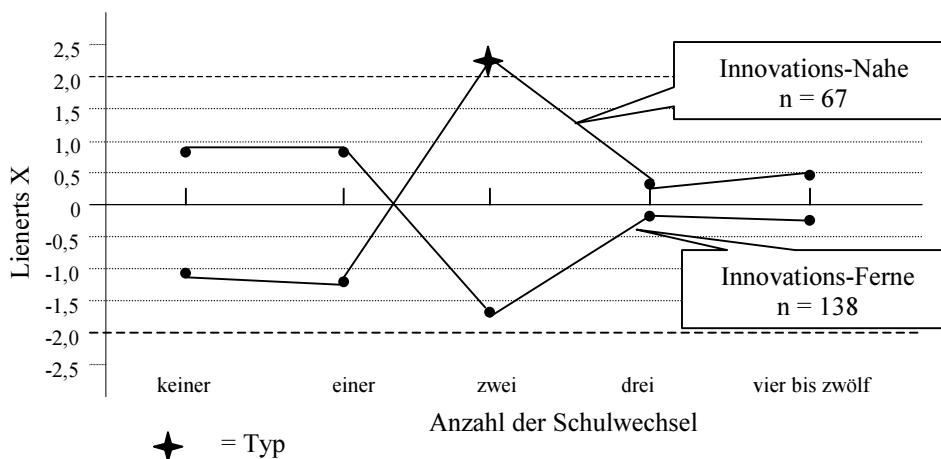 2,5
2,0
1,5
1,0
0,5
0
-0,5
-1,0
-1,5
-2,0
-2,5
Lienerts X
Innovations-Nahe
n = 67
Innovations-Ferne
n = 138
keiner
einer
zwei
drei
vier bis zwölf
Anzahl der Schulwechsel
= Typ